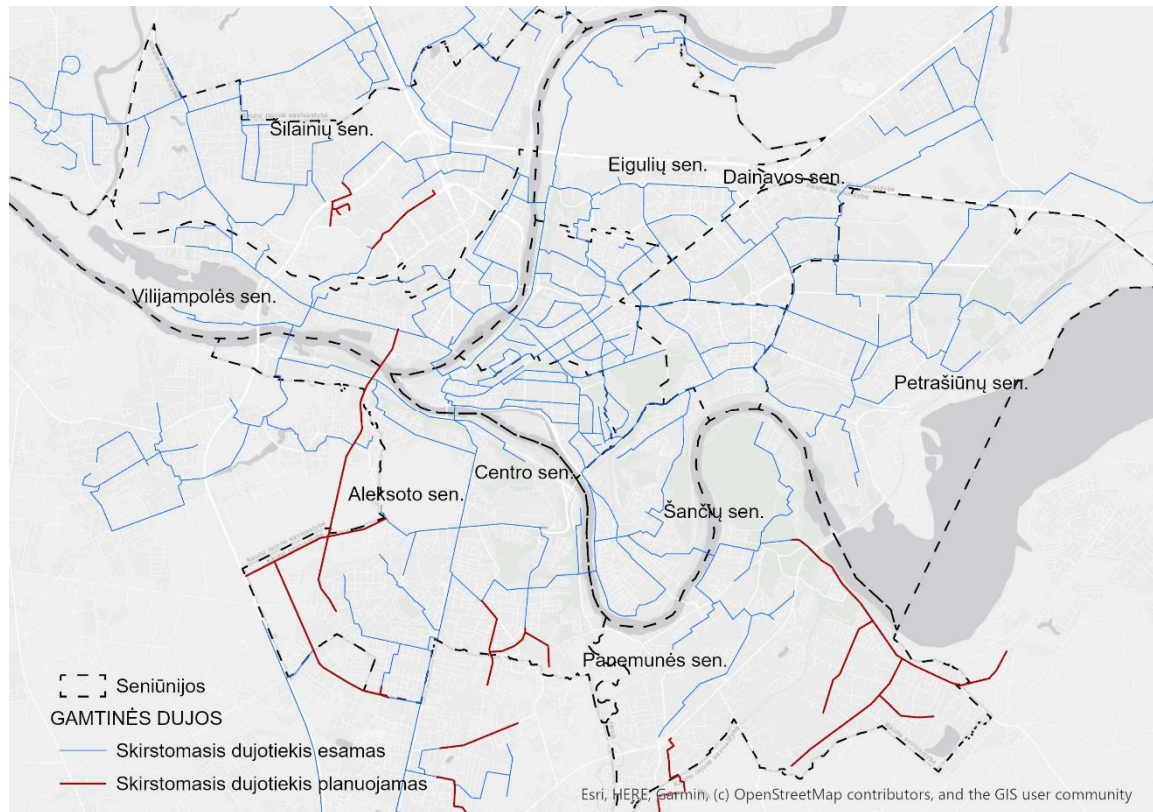 Šilainių sen.
Eigulių sen.
Dainavos sen.
Vilijampolės sen.
Petrašiūnų sen.
Centro sen.
Aleksoto sen.
Šančių sen.
Panemunės sen.
Seniūnijos
GAMTINĖS DUJOS
Skirstomasis dujotiekis esamas
Skirstomasis dujotiekis planuojamas
Esri, HERE, Garmin, (c) OpenStreetMap contributors, and the GIS user community